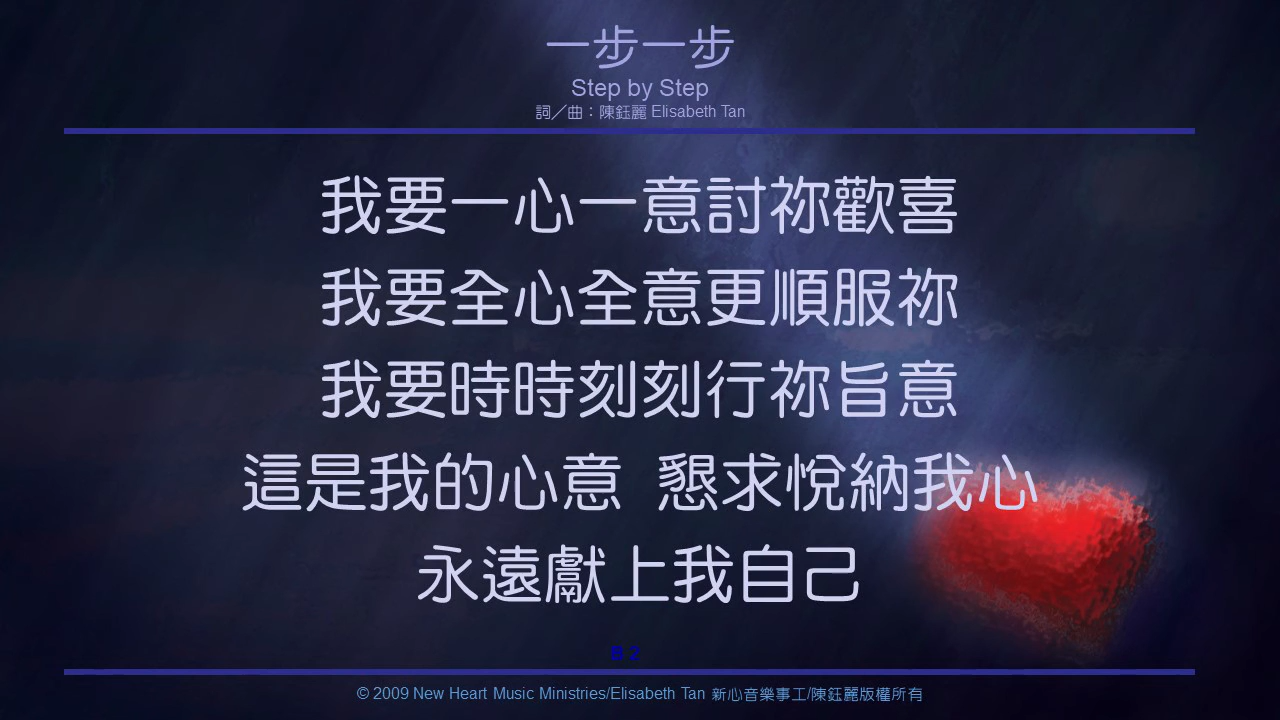 一步一步
Step by Step
詞／曲：陳鈺麗 Elisabeth Tan
我要一心一意討祢歡喜
我要全心全意更順服祢
我要時時刻刻行祢旨意
這是我的心意 懇求悅納我心
永遠獻上我自己
B 2
© 2009 New Heart Music Ministries/Elisabeth Tan 新心音樂事工/陳鈺麗版權所有